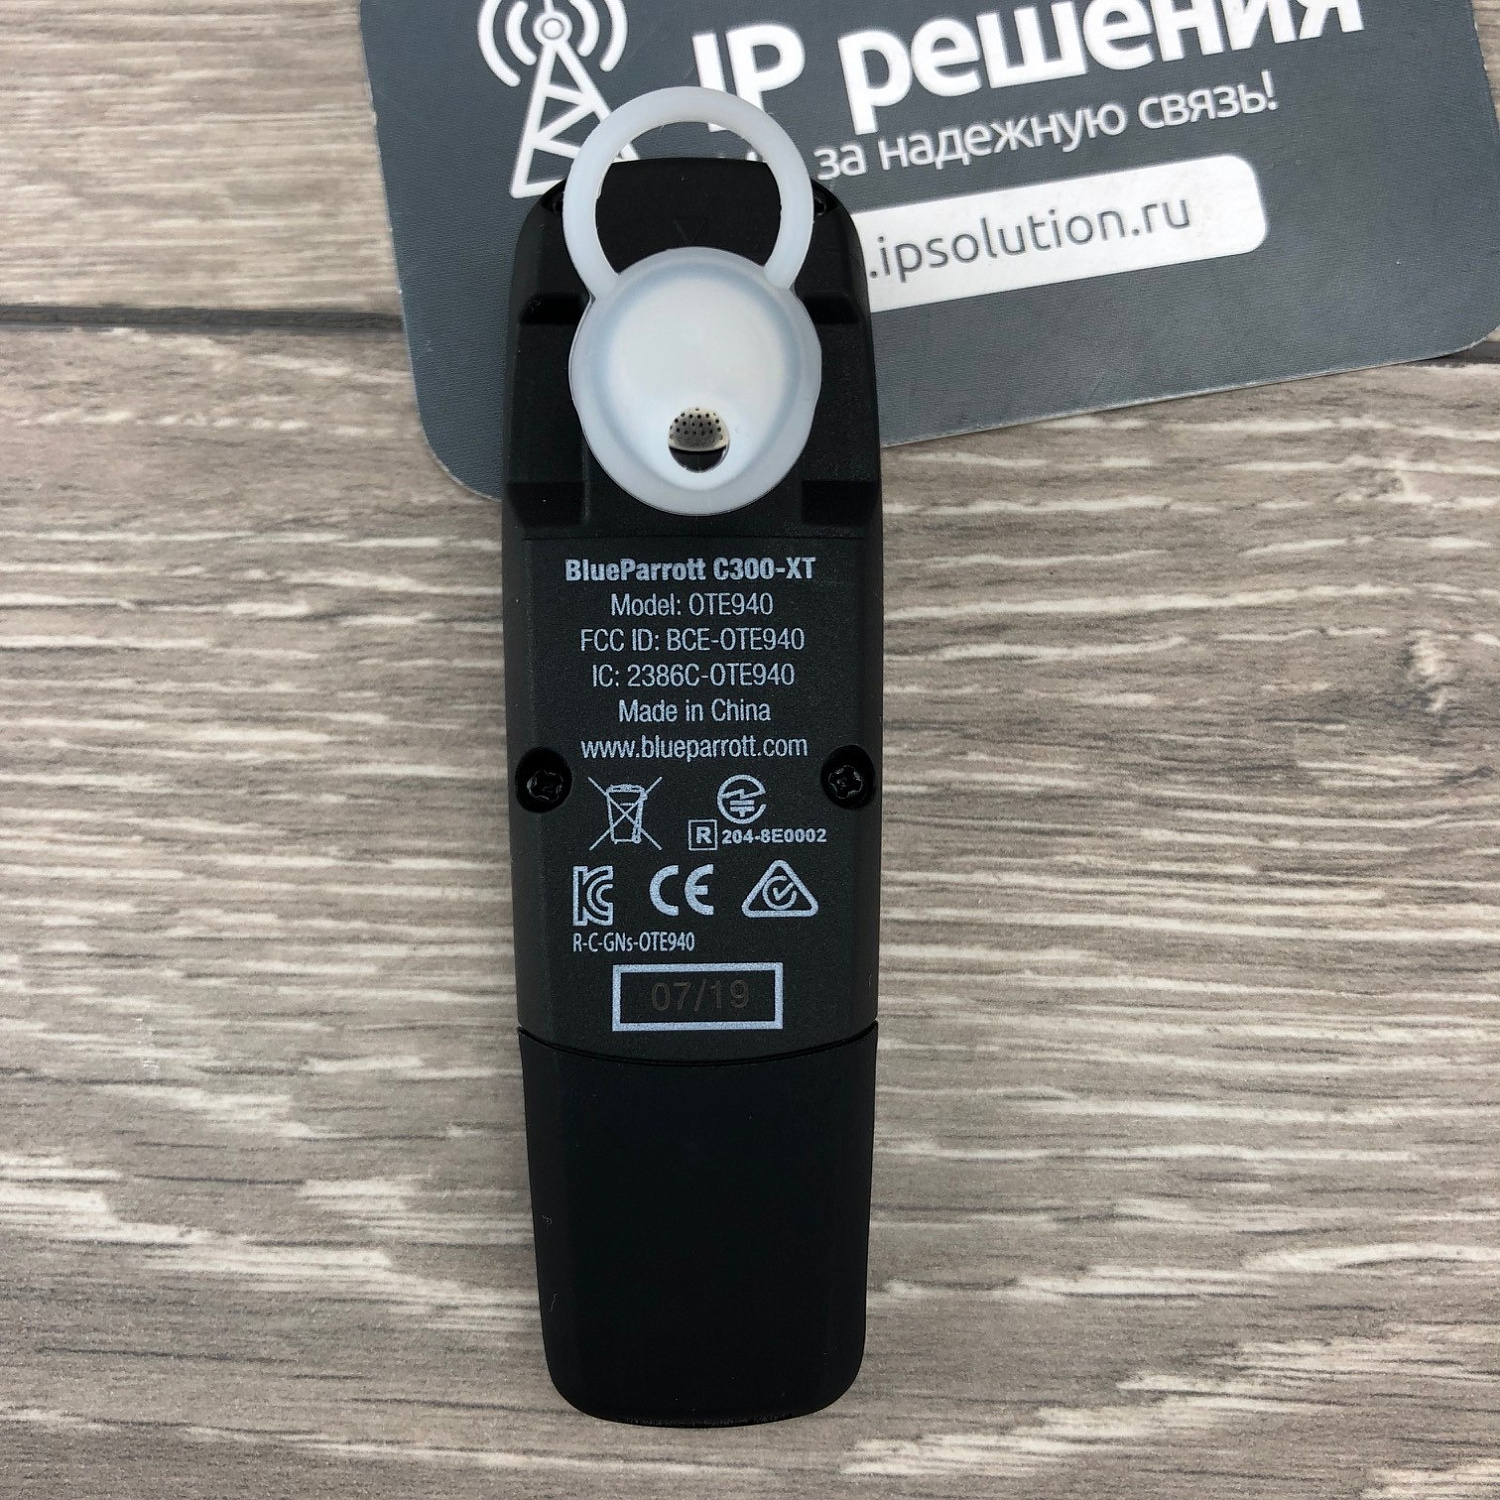 IP решения
за надежную связь!
.ipsolution.ru
BlueParrott C300-XT
Model: OTE940
FCC ID: BCE-OTE940
IC: 2386C-OTE940
Made in China
www.blueparrott.com
R 204-8E0002
CE
R-C-GNs-OTE940
07/19